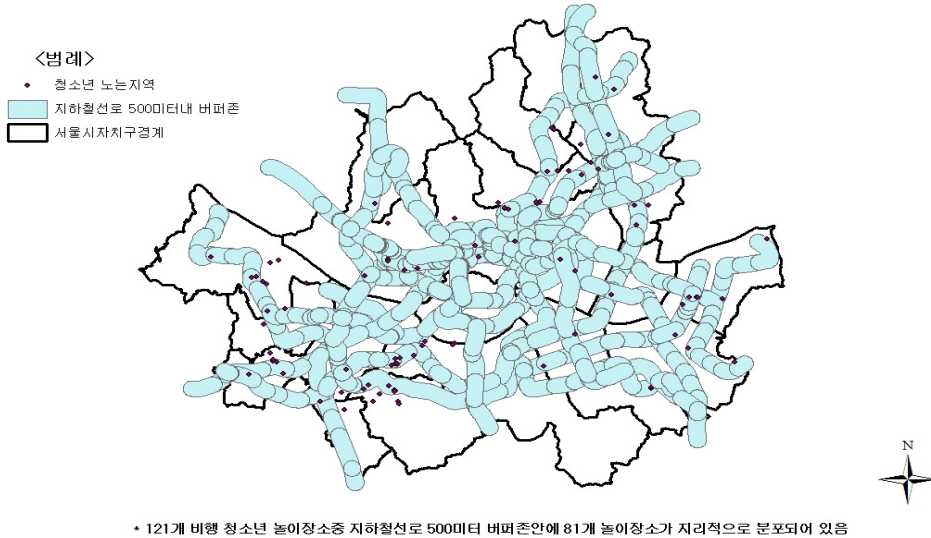 <범례>
청소년 노는지역
지하철선로 500미터내 버퍼존
서울시자치구경계
N
* 121개 비행 청소년 놀이장소중 지하철선로 500미터 버퍼존안에 81개 놀이장소가 지리적으로 분포되어 있음